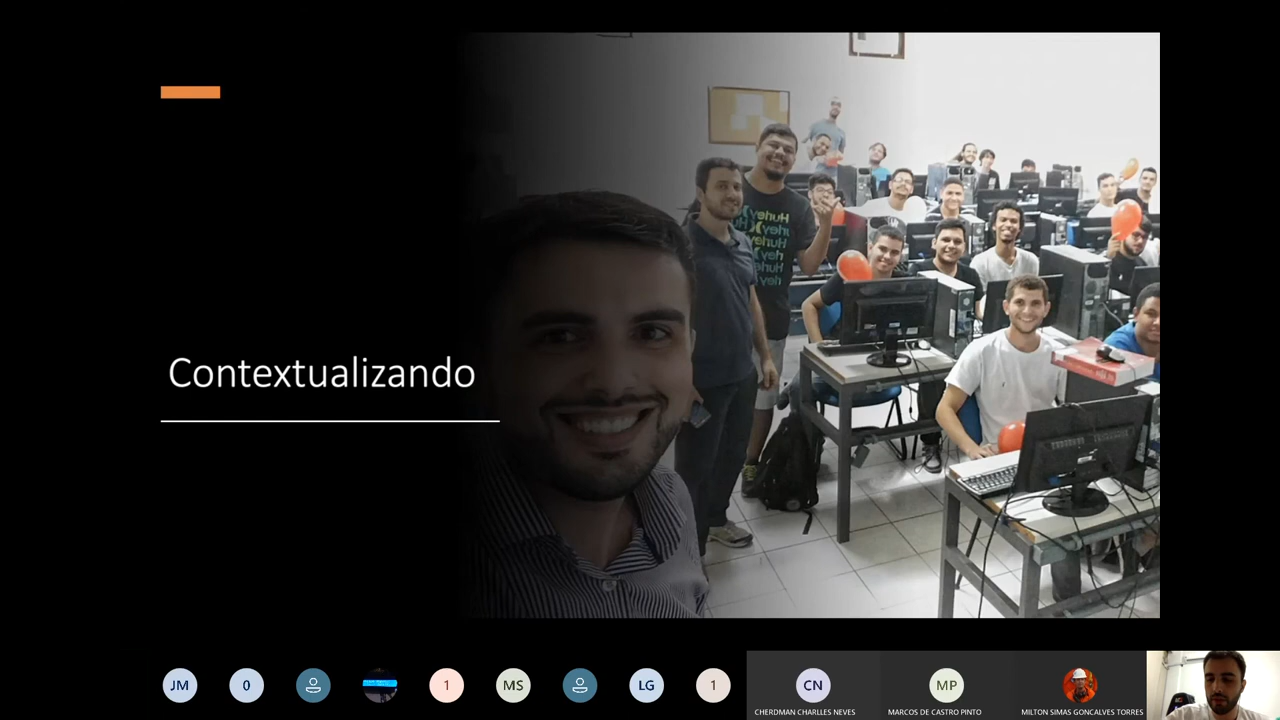 Contextualizando
JM
0
1
MS
LG
1
CN
MP
CHERDMAN CHARLLES NEVES
MARCOS DE CASTRO PINTO
MILTON SIMAS GONCALVES TORRES